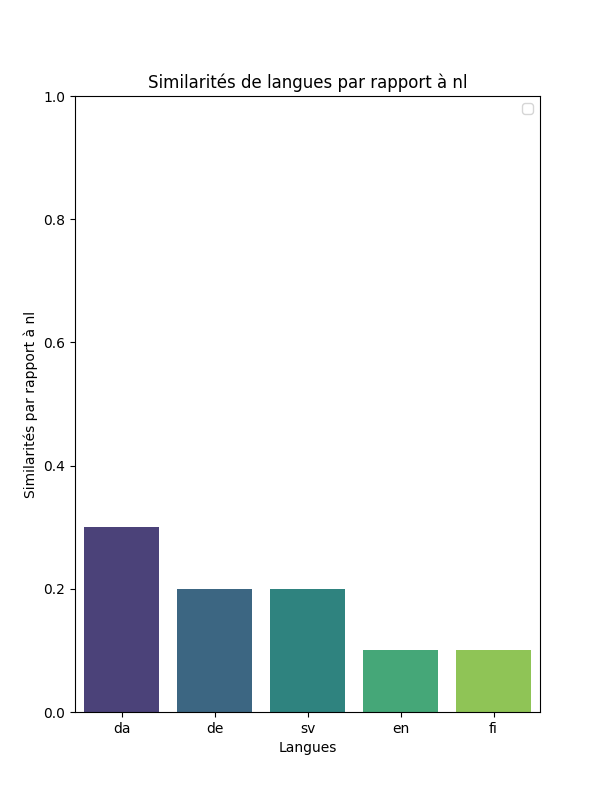 Similarités de langues par rapport à nl
1.0
0.8
0.6
0.4
0.2
0.0
Similarités par rapport à nl
da de sv en fi
Langues